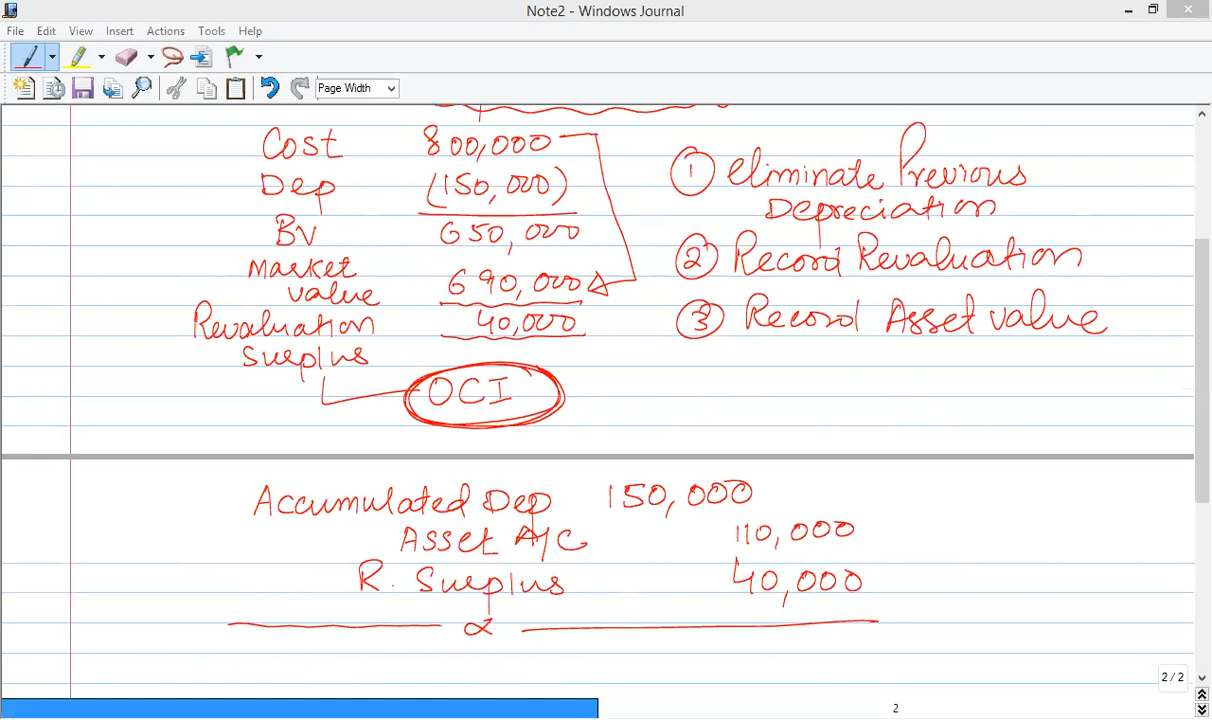 Note2 - Windows Journal
File Edit View Insert Actions Tools Help
Page Width
Cost 800,000
Dep (150,000)
BV 650,000
Market value 690,000
Revaluation Surplus 40,000
OCI
① Eliminate Previous
Depreciation
② Record Revaluation
③ Record Asset value
Accumulated Dep 150,000
Asset A/C 110,000
R. Surplus 40,000
2 / 2
2